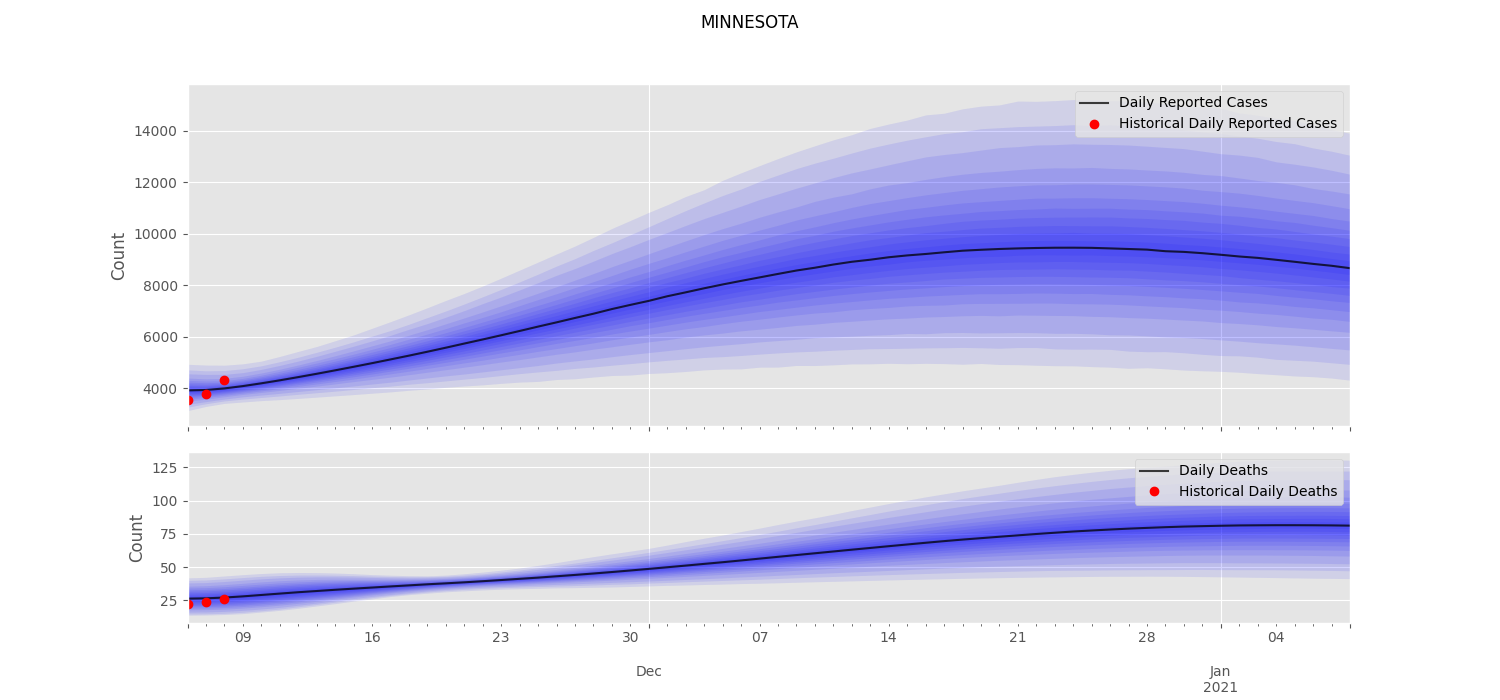 MINNESOTA
Daily Reported Cases
Historical Daily Reported Cases
14000
12000
10000
8000
6000
4000
Count
Daily Deaths
Historical Daily Deaths
125
100
75
50
25
Count
09 16 23 30 07 14 21 28 04
Dec Jan
2021